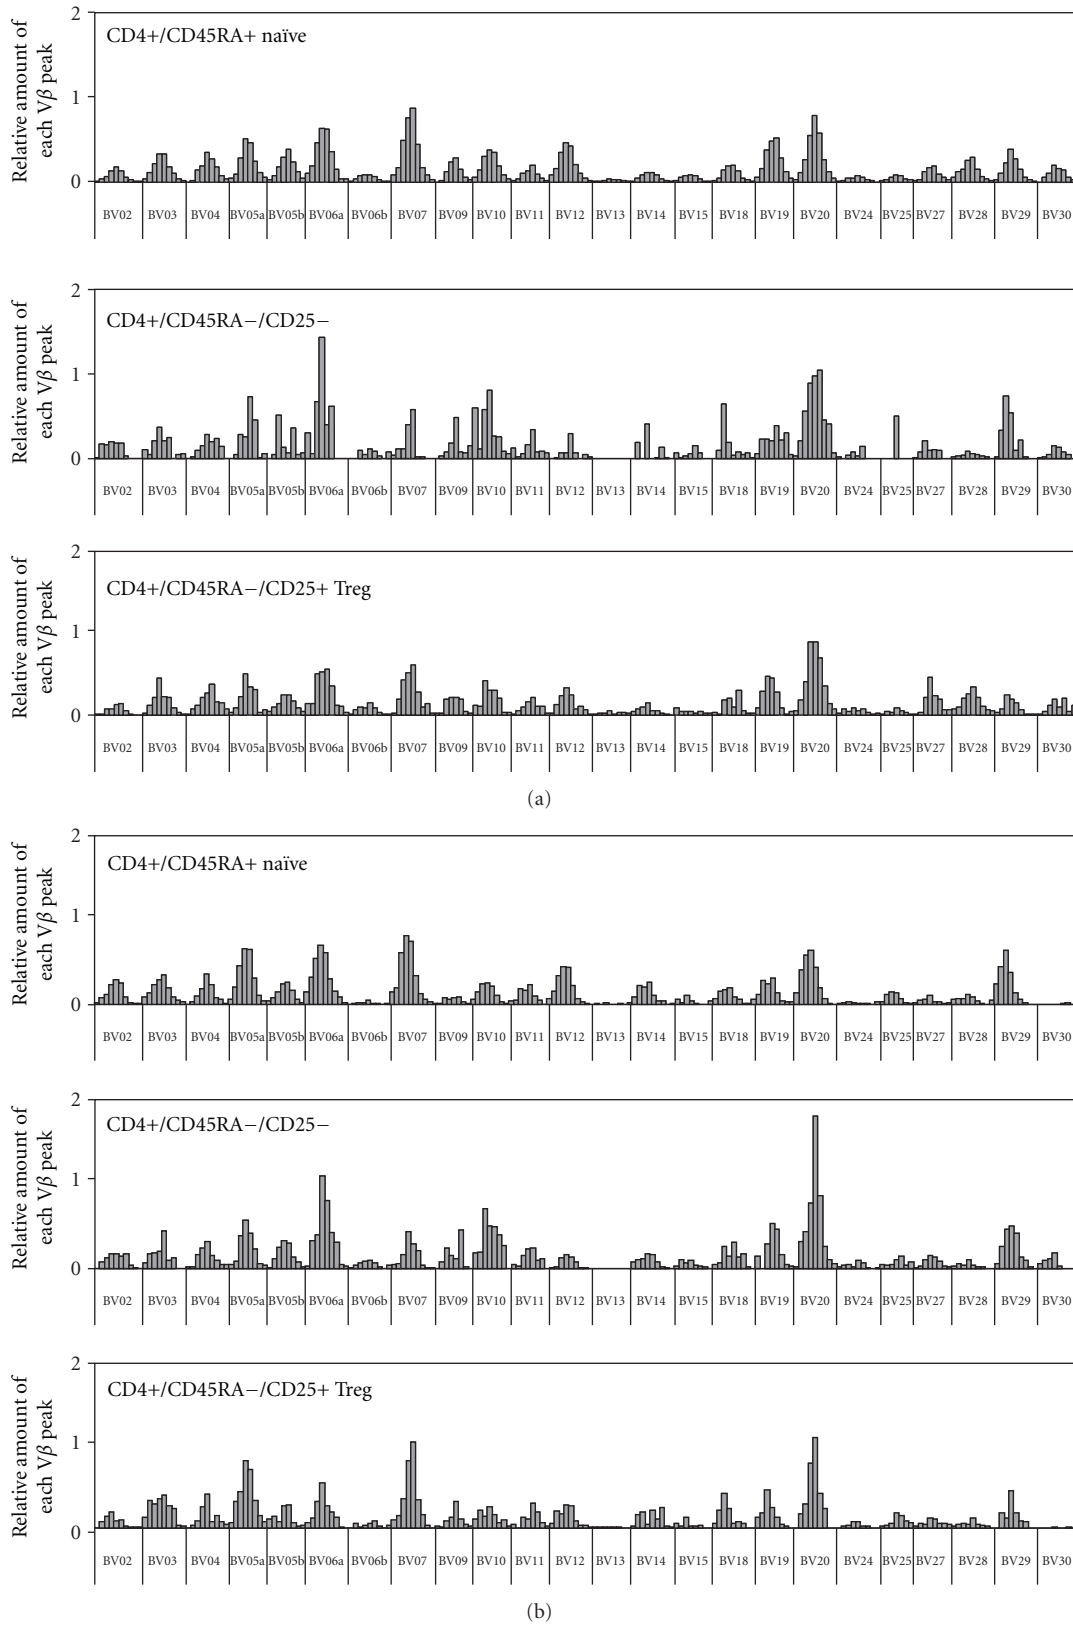 Relative amount of
each Vβ peak
2
1
0
CD4+/CD45RA+ naïve
BV02 BV03 BV04 BV05a BV05b BV06a BV06b BV07 BV09 BV10 BV11 BV12 BV13 BV14 BV15 BV18 BV19 BV20 BV24 BV25 BV27 BV28 BV29 BV30
Relative amount of
each Vβ peak
2
1
0
CD4+/CD45RA−/CD25−
BV02 BV03 BV04 BV05a BV05b BV06a BV06b BV07 BV09 BV10 BV11 BV12 BV13 BV14 BV15 BV18 BV19 BV20 BV24 BV25 BV27 BV28 BV29 BV30
Relative amount of
each Vβ peak
2
1
0
CD4+/CD45RA−/CD25+ Treg
BV02 BV03 BV04 BV05a BV05b BV06a BV06b BV07 BV09 BV10 BV11 BV12 BV13 BV14 BV15 BV18 BV19 BV20 BV24 BV25 BV27 BV28 BV29 BV30
(a)
Relative amount of
each Vβ peak
2
1
0
CD4+/CD45RA+ naïve
BV02 BV03 BV04 BV05a BV05b BV06a BV06b BV07 BV09 BV10 BV11 BV12 BV13 BV14 BV15 BV18 BV19 BV20 BV24 BV25 BV27 BV28 BV29 BV30
Relative amount of
each Vβ peak
2
1
0
CD4+/CD45RA−/CD25−
BV02 BV03 BV04 BV05a BV05b BV06a BV06b BV07 BV09 BV10 BV11 BV12 BV13 BV14 BV15 BV18 BV19 BV20 BV24 BV25 BV27 BV28 BV29 BV30
Relative amount of
each Vβ peak
2
1
0
CD4+/CD45RA−/CD25+ Treg
BV02 BV03 BV04 BV05a BV05b BV06a BV06b BV07 BV09 BV10 BV11 BV12 BV13 BV14 BV15 BV18 BV19 BV20 BV24 BV25 BV27 BV28 BV29 BV30
(b)